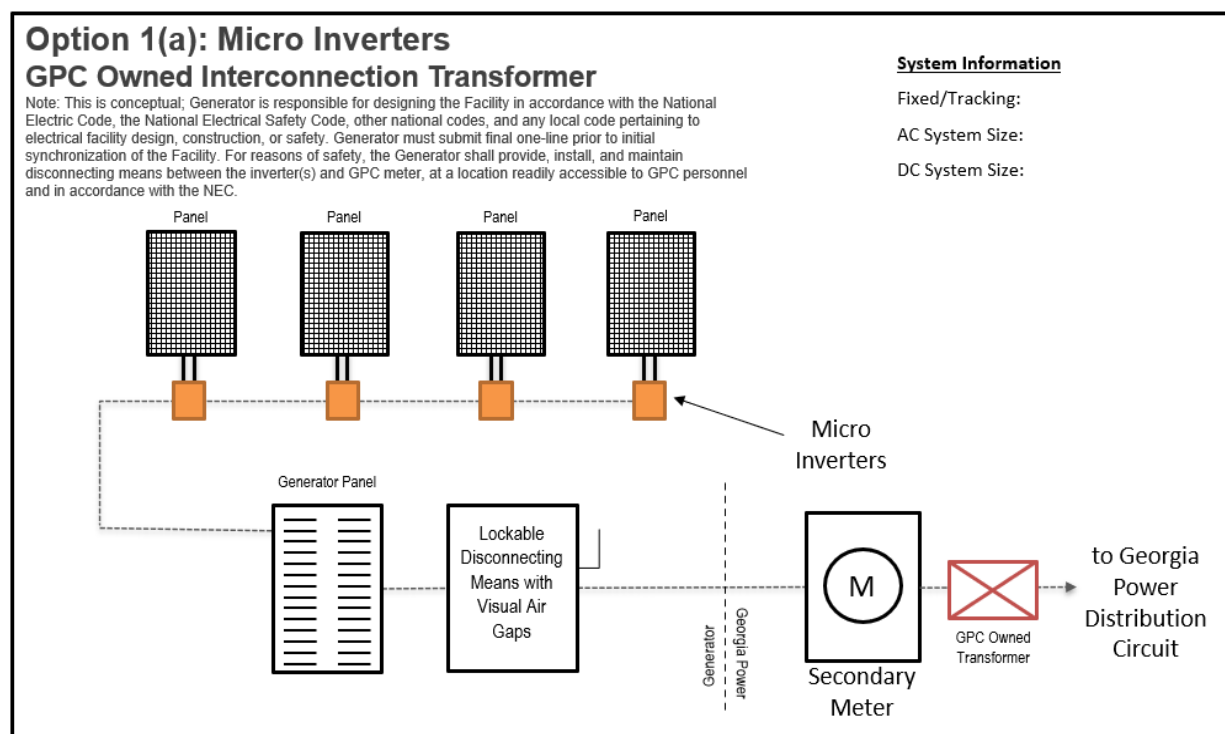 Option 1(a): Micro Inverters
GPC Owned Interconnection Transformer
Note: This is conceptual; Generator is responsible for designing the Facility in accordance with the National
Electric Code, the National Electrical Safety Code, other national codes, and any local code pertaining to
electrical facility design, construction, or safety. Generator must submit final one-line prior to initial
synchronization of the Facility. For reasons of safety, the Generator shall provide, install, and maintain
disconnecting means between the inverter(s) and GPC meter, at a location readily accessible to GPC personnel
and in accordance with the NEC.
System Information
Fixed/Tracking:
AC System Size:
DC System Size:
Panel
Panel
Panel
Panel
Micro
Inverters
Generator Panel
Lockable
Disconnecting
Means with
Visual Air
Gaps
Generator
Georgia Power
M
Secondary
Meter
GPC Owned
Transformer
to Georgia
Power
Distribution
Circuit